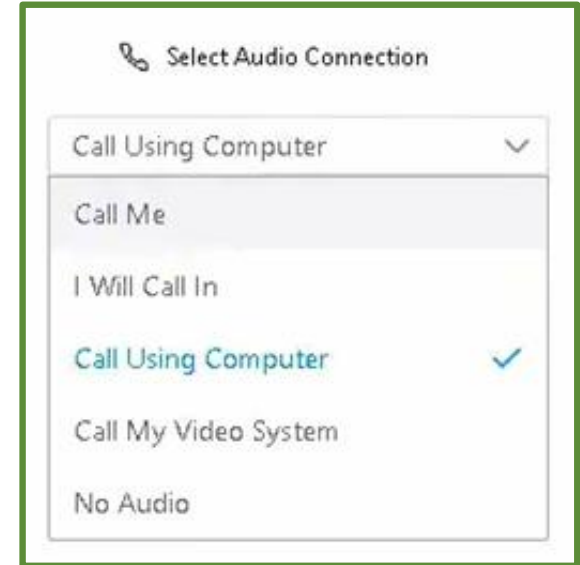 Select Audio Connection
Call Using Computer
Call Me
I Will Call In
Call Using Computer
Call My Video System
No Audio